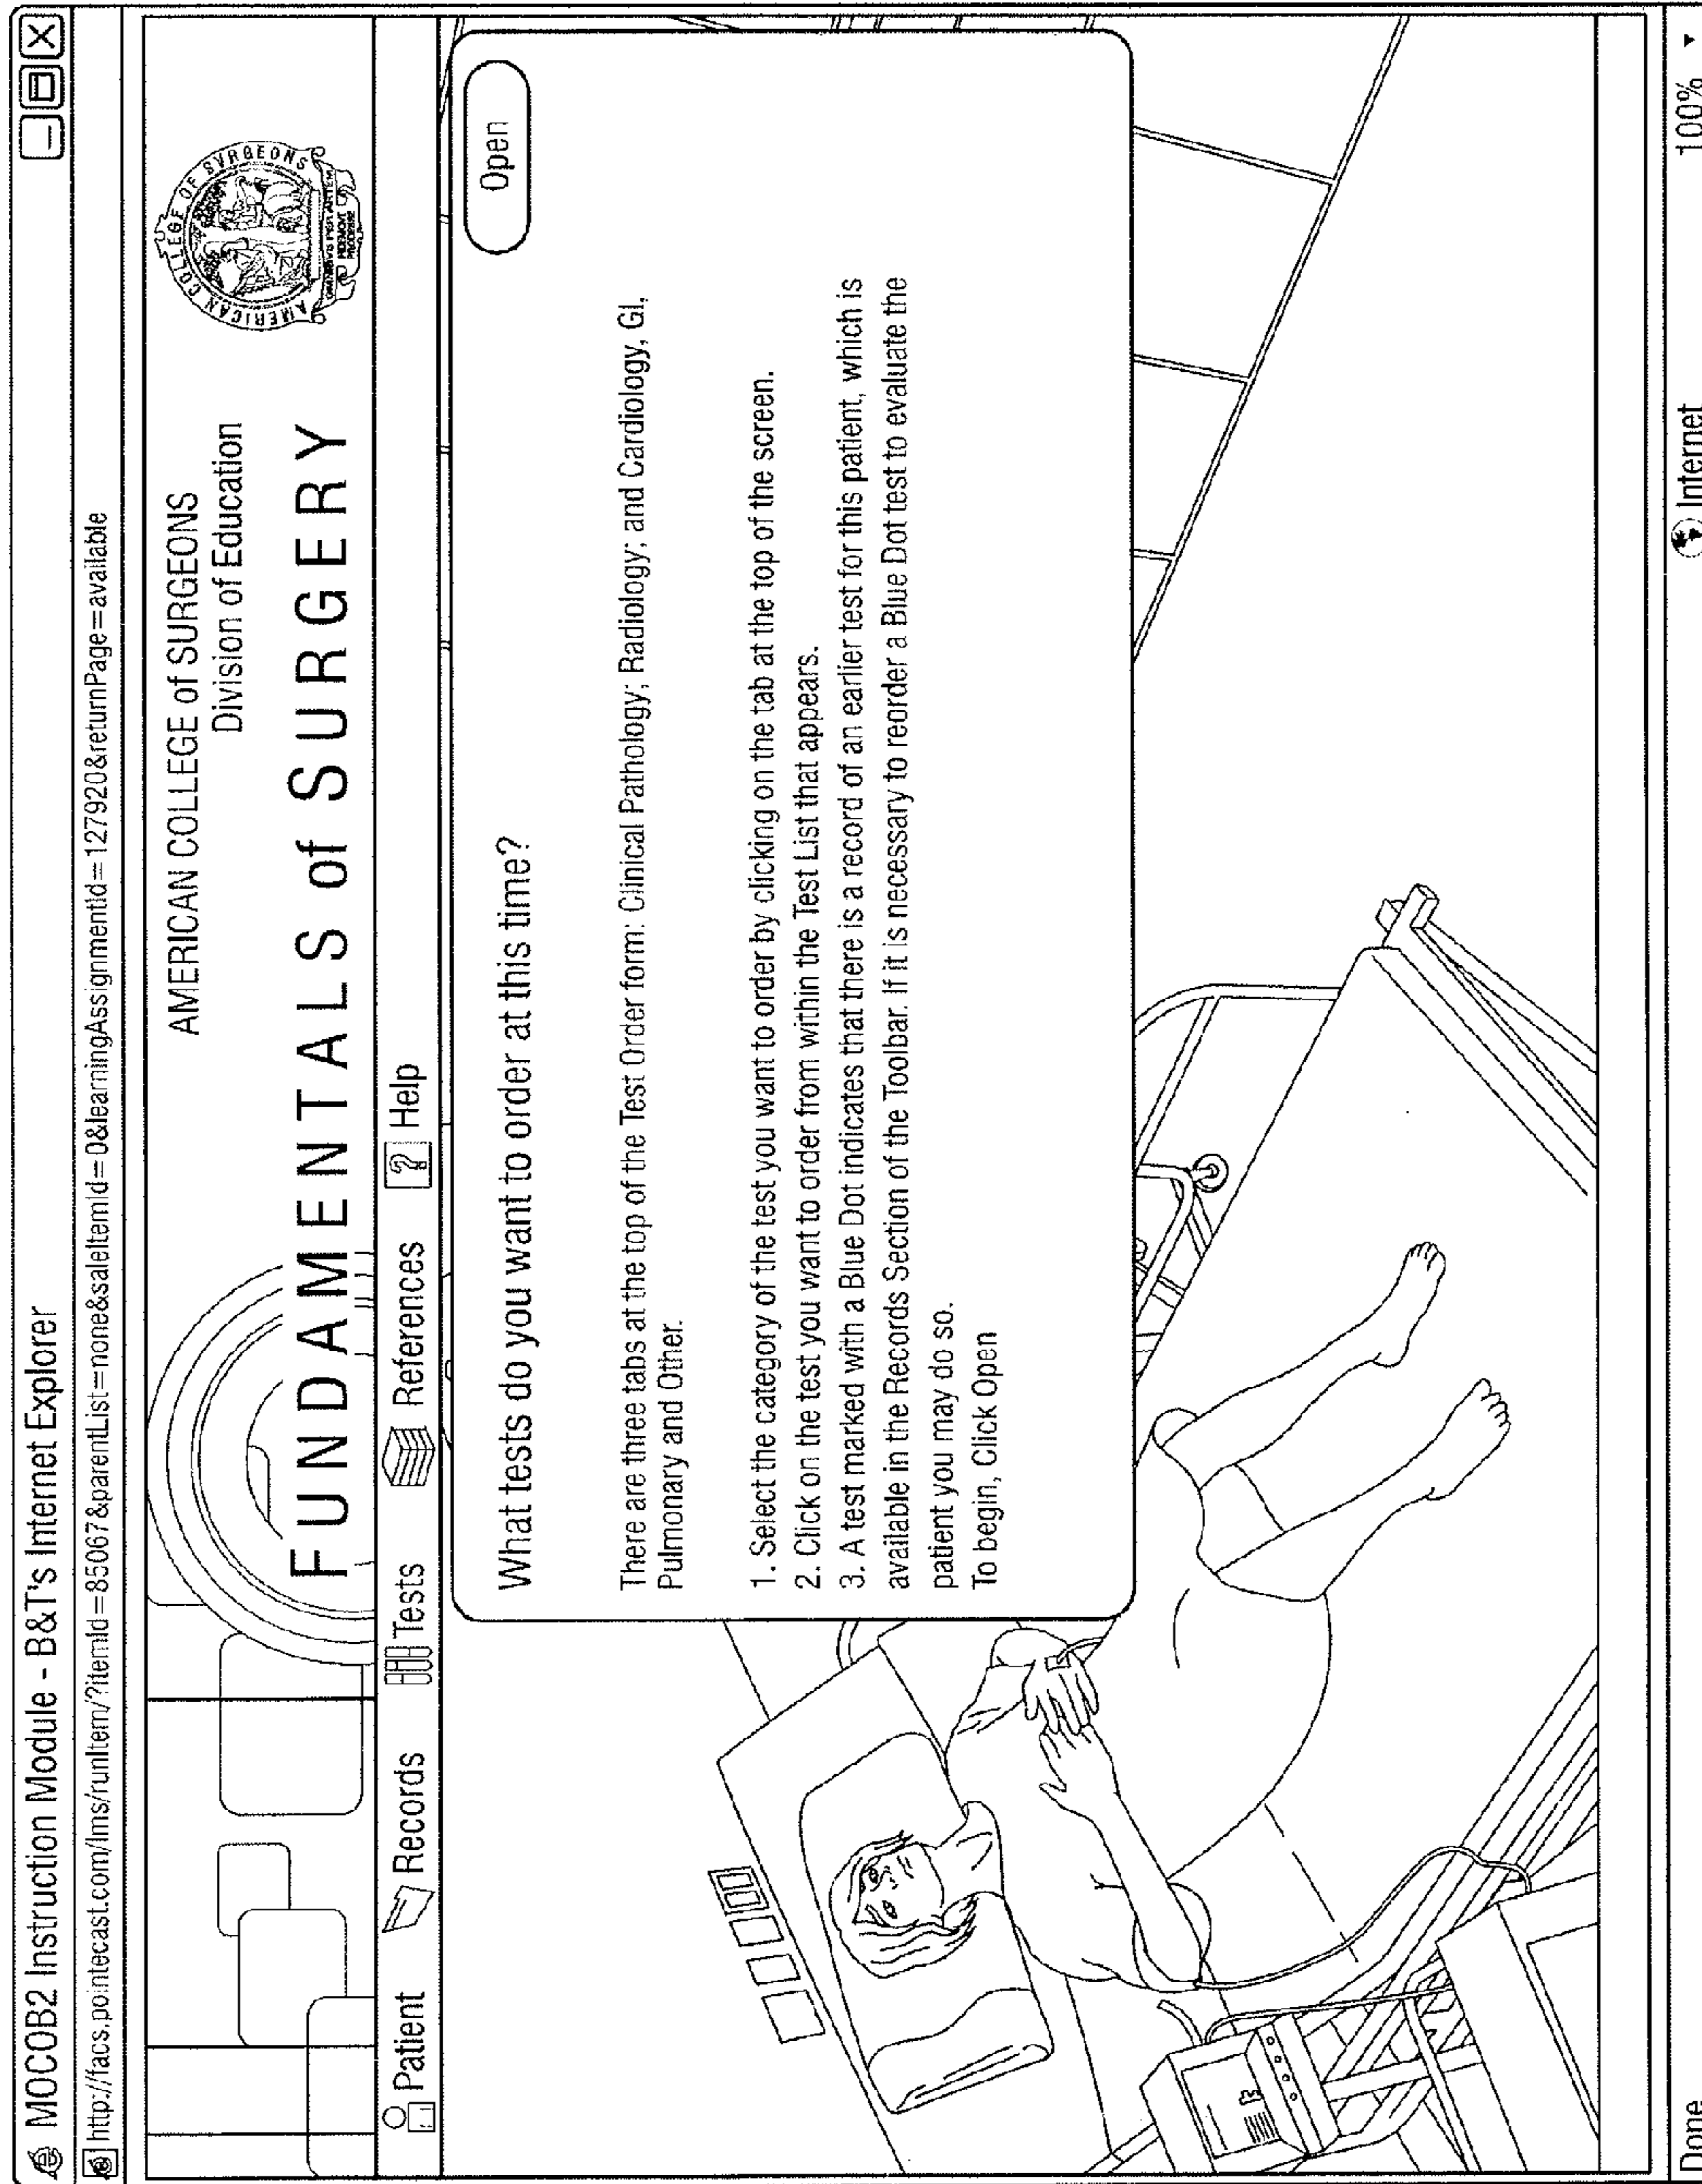 MOCOB2 Instruction Module - B&T's Internet Explorer
http://facs.pointecast.com/lms/runItem/?itemId=85067&parentList=none&saleItemId=0&learningAssignmentId=127920&returnPage=available
AMERICAN COLLEGE of SURGEONS
Division of Education
FUNDAMENTALS of SURGERY
AMERICAN COLLEGE OF SVRGEONS
Patient Records Tests References ? Help
What tests do you want to order at this time?
Open
There are three tabs at the top of the Test Order form: Clinical Pathology; Radiology; and Cardiology, GI,
Pulmonary and Other.
1. Select the category of the test you want to order by clicking on the tab at the top of the screen.
2. Click on the test you want to order from within the Test List that appears.
3. A test marked with a Blue Dot indicates that there is a record of an earlier test for this patient, which is
available in the Records Section of the Toolbar. If it is necessary to reorder a Blue Dot test to evaluate the
patient you may do so.
To begin, Click Open
Done Internet 100%